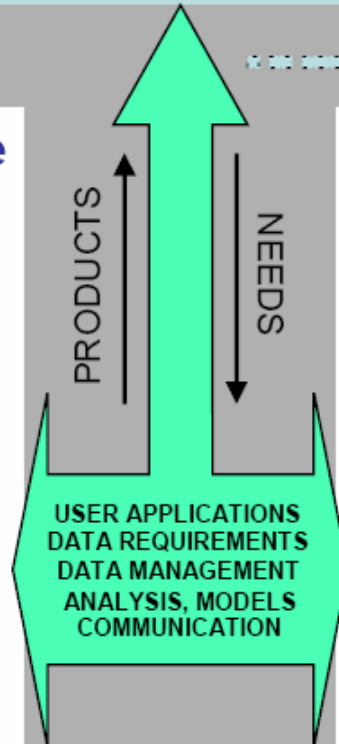 e
PRODUCTS
NEEDS
USER APPLICATIONS
DATA REQUIREMENTS
DATA MANAGEMENT
ANALYSIS, MODELS
COMMUNICATION